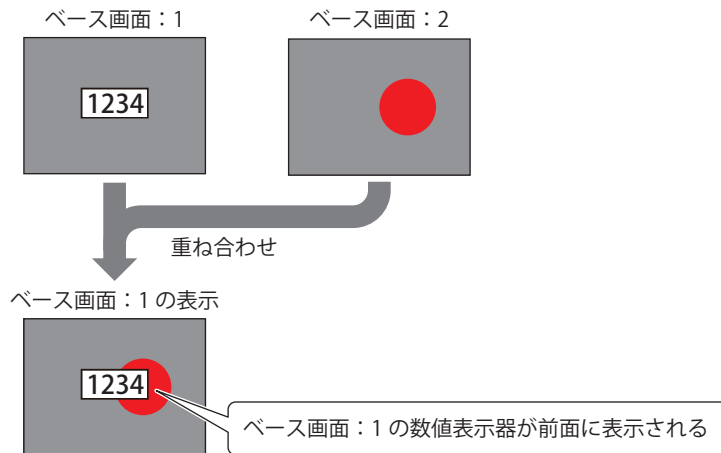 ベース画面：1
ベース画面：2
1234
重ね合わせ
ベース画面：1 の表示
1234
ベース画面：1 の数値表示器が前面に表示される